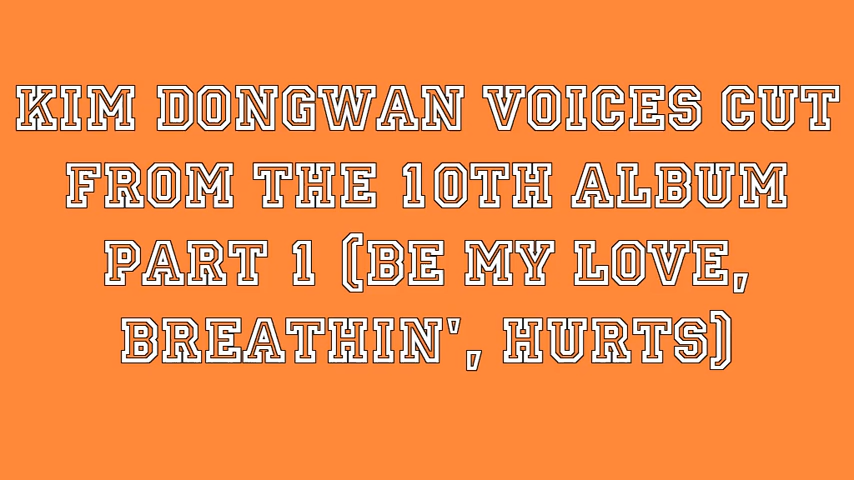 KIM DONGWAN VOICES CUT
FROM THE 10TH ALBUM
PART 1 (BE MY LOVE,
BREATHIN', HURTS)